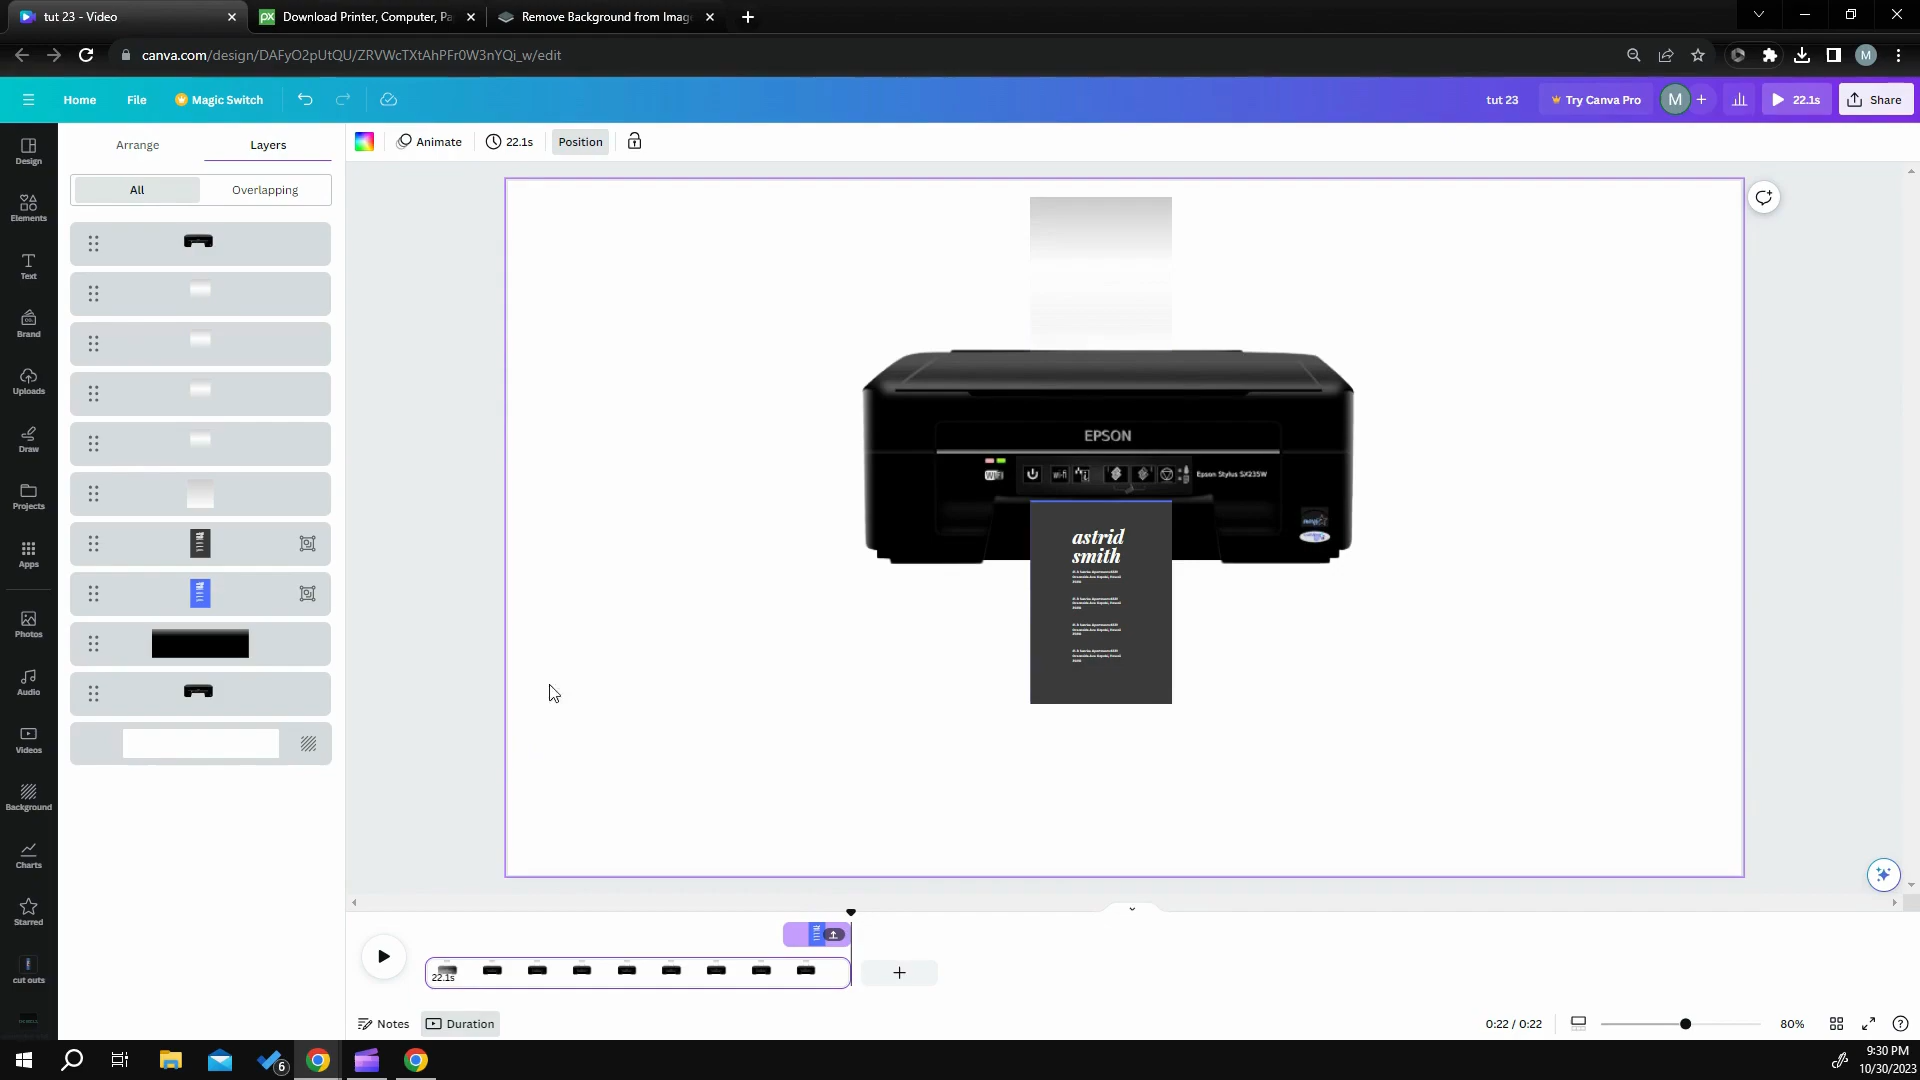 tut 23 - Video
Download Printer, Computer, Pa
Remove Background from Imag
canva.com/design/DAFyO2pUtQU/ZRVWcTXtAhPFr0W3nYQi_w/edit
M
Home
File
Magic Switch
tut 23
Try Canva Pro
M
22.1s
Share
Design
Elements
Text
Brand
Uploads
Draw
Projects
Apps
Photos
Audio
Videos
Background
Charts
Starred
cut outs
Arrange
Layers
All
Overlapping
Animate
22.1s
Position
EPSON
Wi-Fi
Epson Stylus SX235W
astrid
smith
22.1s
Notes
Duration
0:22 / 0:22
80%
6
9:30 PM
10/30/2023